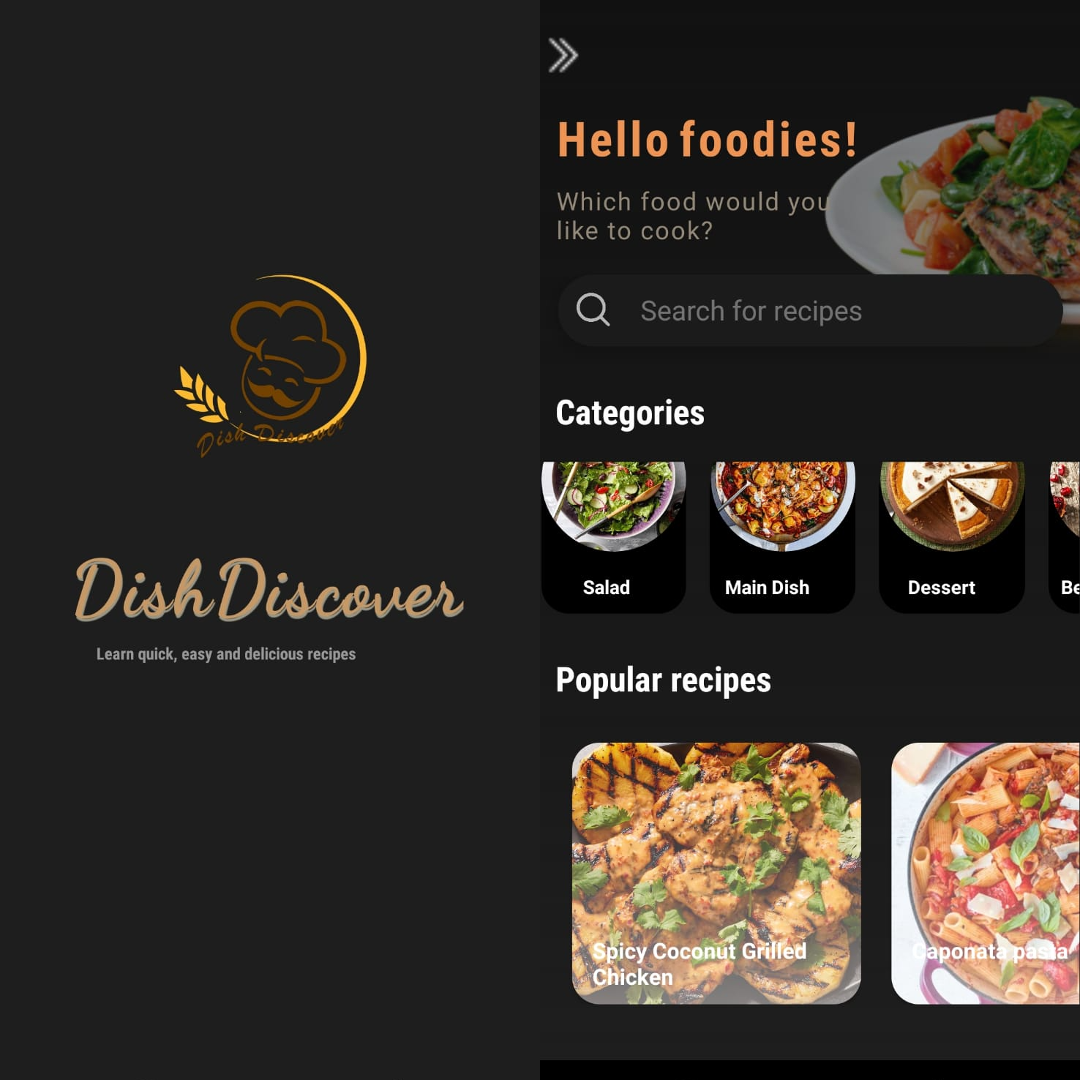 Dish Discover
DishDiscover
Learn quick, easy and delicious recipes
Hello foodies!
Which food would you
like to cook?
Search for recipes
Categories
Salad
Main Dish
Dessert
Be
Popular recipes
Spicy Coconut Grilled
Chicken
Caponata pasta